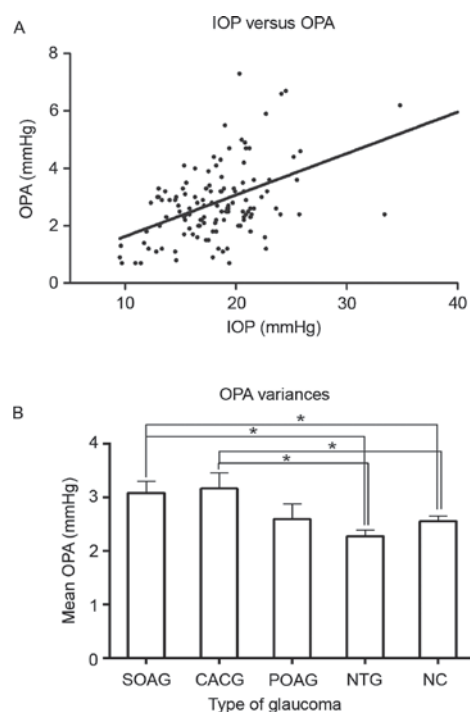 A
IOP versus OPA
8
6
4
2
0
OPA (mmHg)
10 20 30 40
IOP (mmHg)
B
OPA variances
*
*
*
*
4
3
2
1
0
Mean OPA (mmHg)
SOAG CACG POAG NTG NC
Type of glaucoma